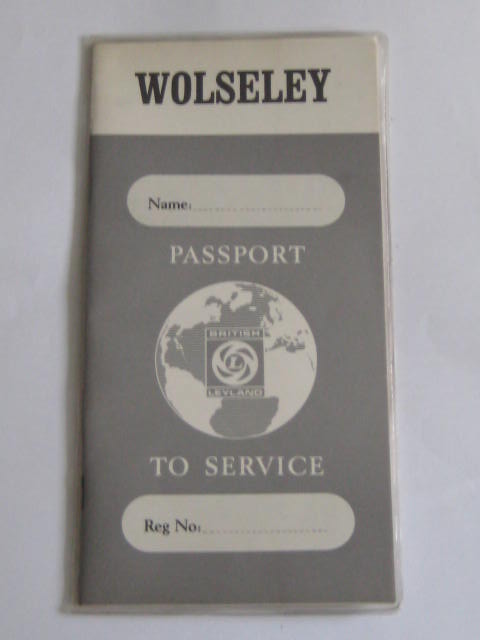 WOLSELEY
Name:
PASSPORT
BRITISH
L
LEYLAND
TO SERVICE
Reg No: